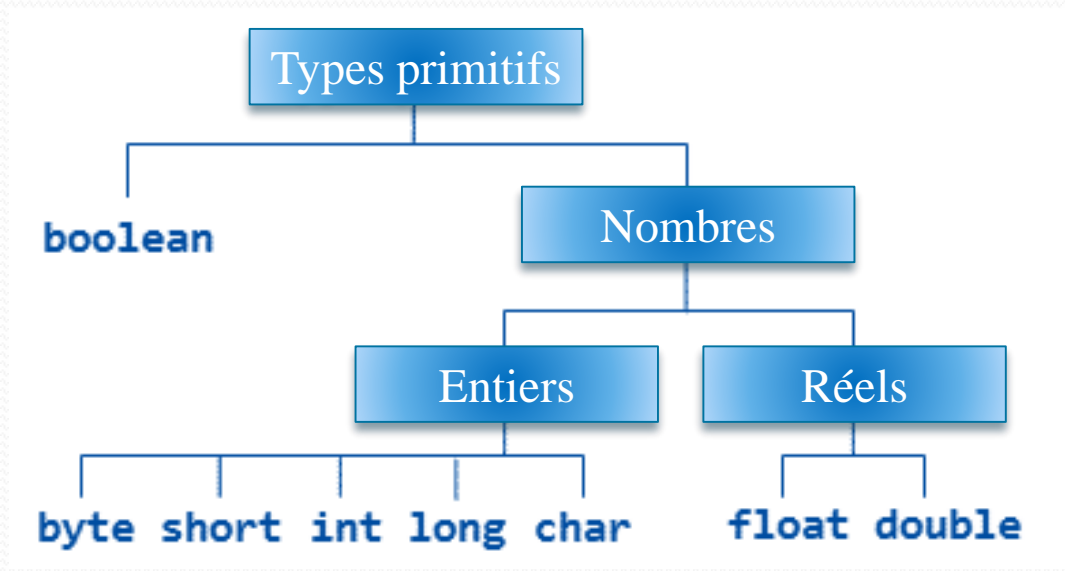 Types primitifs
boolean
Nombres
Entiers
Réels
byte short int long char
float double